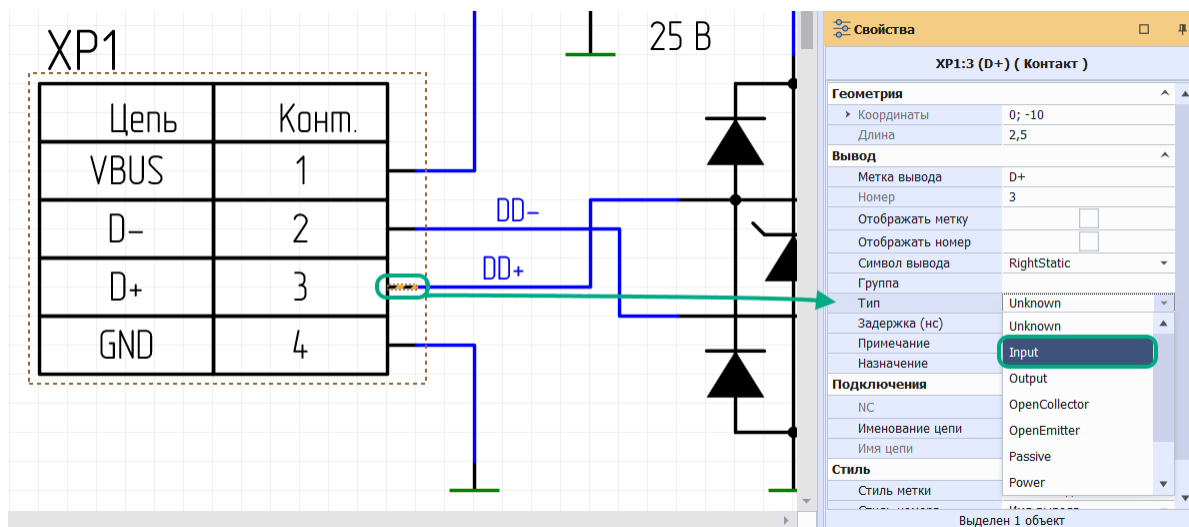 XP1
25 В
Цепь Конт.
VBUS 1
D- 2
D+ 3
GND 4
DD-
DD+
Свойства
XP1:3 (D+) ( Контакт )
Геометрия
Координаты 0; -10
Длина 2,5
Вывод
Метка вывода D+
Номер 3
Отображать метку
Отображать номер
Символ вывода RightStatic
Группа
Тип Unknown
Задержка (нс) Unknown
Примечание Input
Назначение Output
Подключения OpenCollector
NC
Именование цепи OpenEmitter
Имя цепи Passive
Стиль
Стиль метки Power
Выделен 1 объект